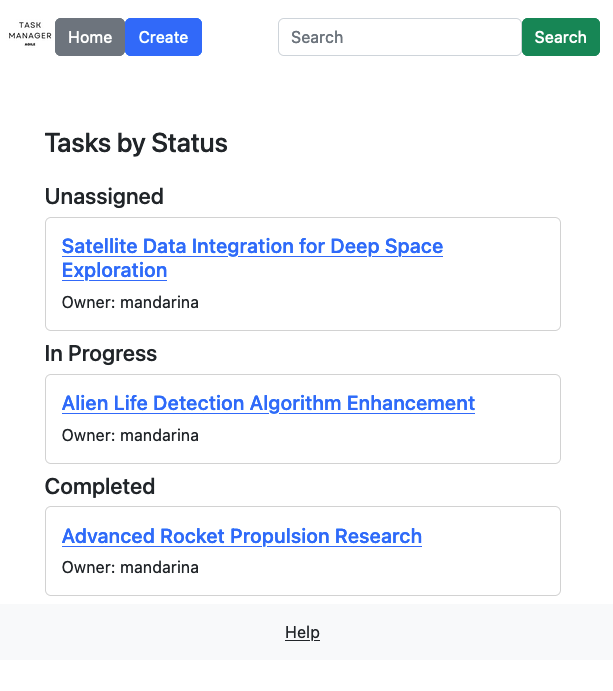 TASK
MANAGER
Home
Create
Search
Search
Tasks by Status
Unassigned
Satellite Data Integration for Deep Space
Exploration
Owner: mandarina
In Progress
Alien Life Detection Algorithm Enhancement
Owner: mandarina
Completed
Advanced Rocket Propulsion Research
Owner: mandarina
Help